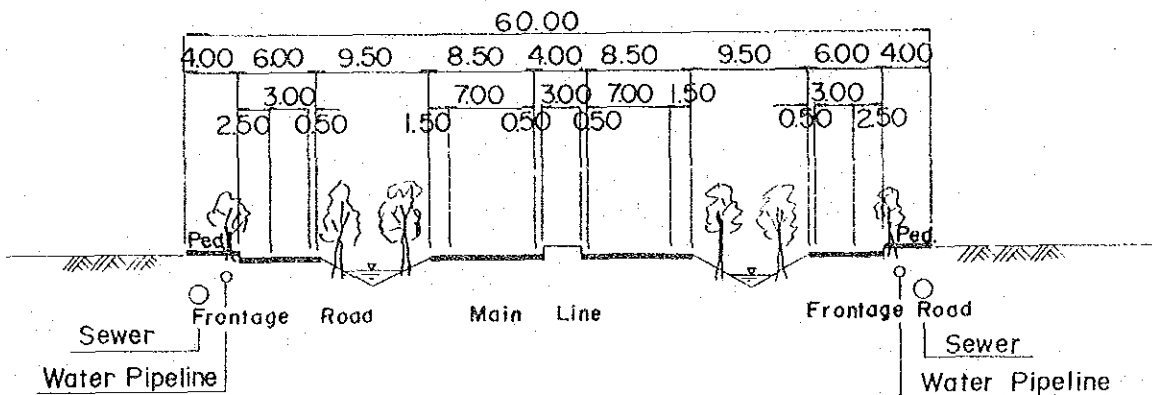 60.00
4.00 6.00 9.50 8.50 4.00 8.50 9.50 6.00 4.00
3.00 7.00 3.00 7.00 1.50 3.00
2.50 0.50 1.50 0.50 0.50 0.50 2.50
Ped. Ped.
Frontage Road Main Line Frontage Road
Sewer Sewer
Water Pipeline Water Pipeline